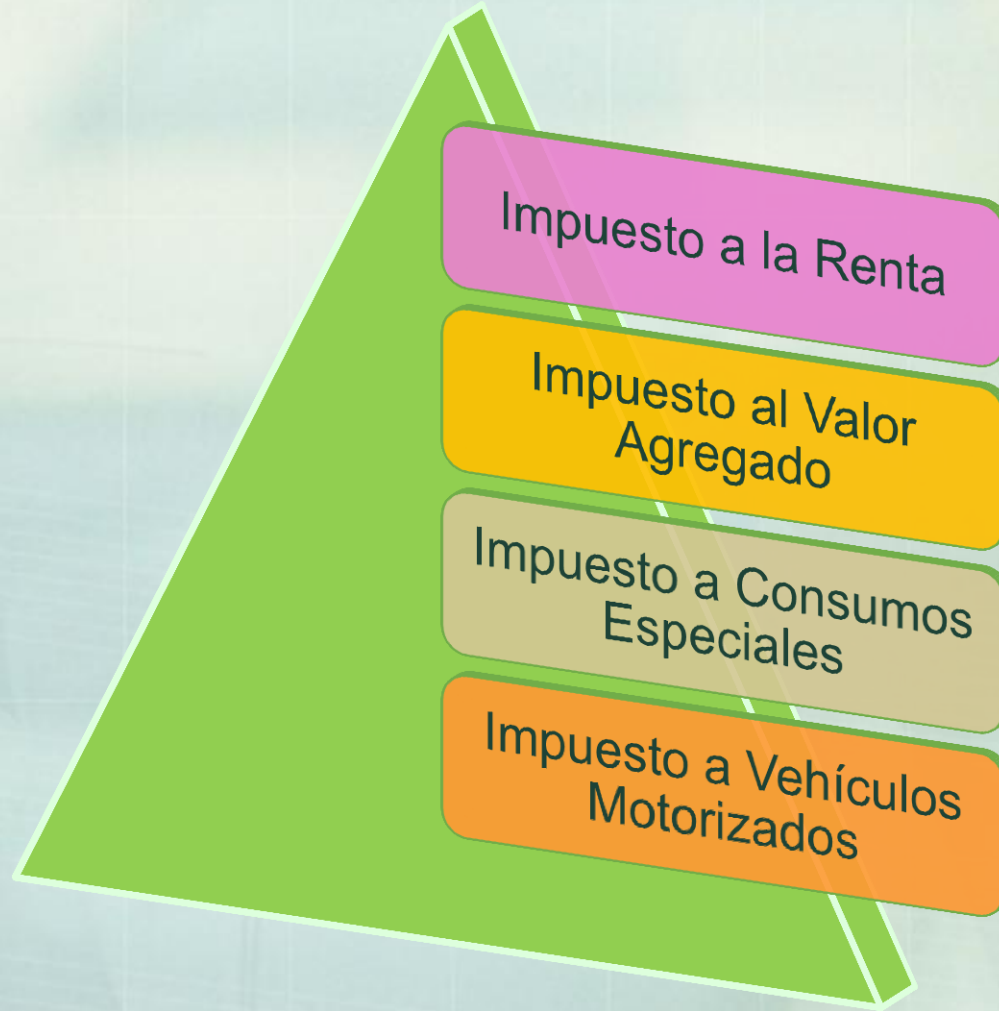 Impuesto a la Renta
Impuesto al Valor
Agregado
Impuesto a Consumos
Especiales
Impuesto a Vehículos
Motorizados